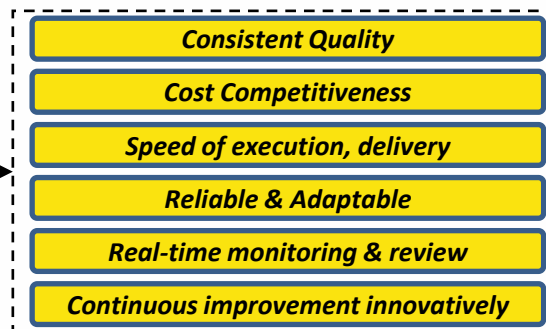 Consistent Quality
Cost Competitiveness
Speed of execution, delivery
Reliable & Adaptable
Real-time monitoring & review
Continuous improvement innovatively